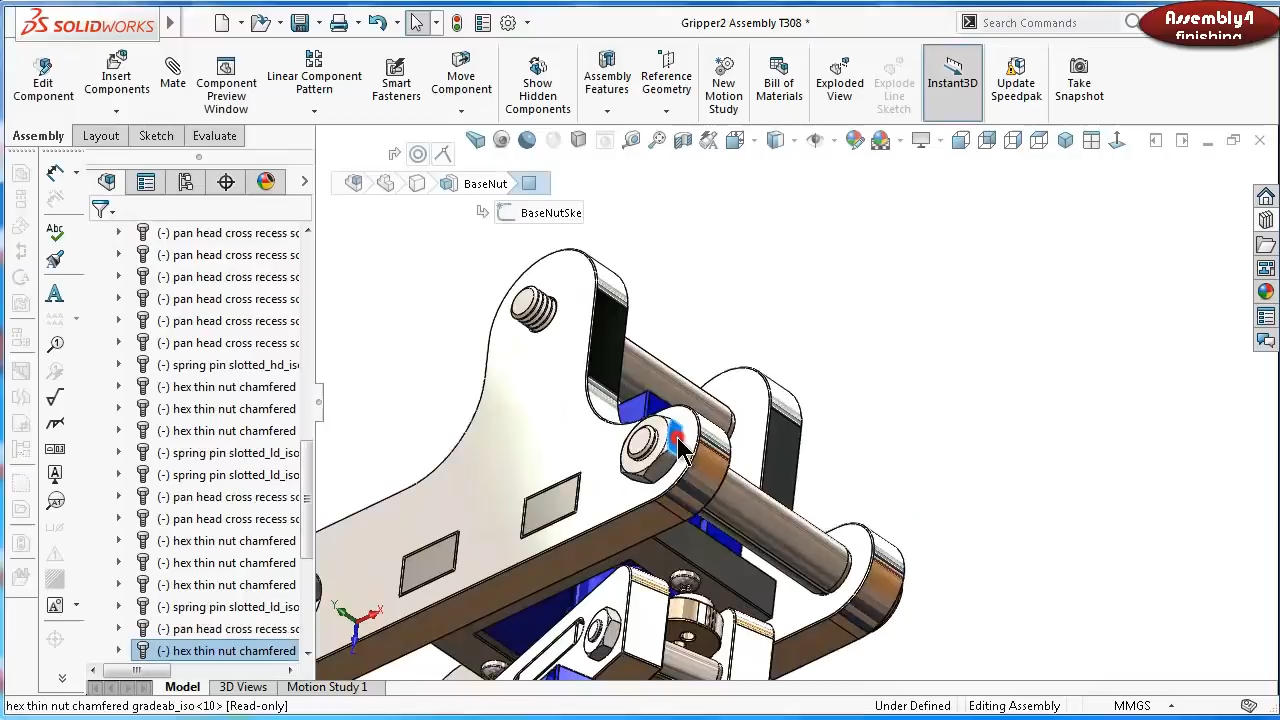 SOLIDWORKS
Gripper2 Assembly T308 *
Search Commands
Assembly4
finishing
Edit
Component
Insert
Components
Mate
Component
Preview
Window
Linear Component
Pattern
Smart
Fasteners
Move
Component
Show
Hidden
Components
Assembly
Features
Reference
Geometry
New
Motion
Study
Bill of
Materials
Exploded
View
Explode
Line
Sketch
Instant3D
Update
Speedpak
Take
Snapshot
Assembly
Layout
Sketch
Evaluate
BaseNut
BaseNutSke
(-) pan head cross recess sc
(-) pan head cross recess sc
(-) pan head cross recess sc
(-) pan head cross recess sc
(-) pan head cross recess sc
(-) pan head cross recess sc
(-) spring pin slotted_hd_iso
(-) hex thin nut chamfered
(-) hex thin nut chamfered
(-) hex thin nut chamfered
(-) spring pin slotted_ld_iso
(-) spring pin slotted_ld_iso
(-) pan head cross recess sc
(-) pan head cross recess sc
(-) hex thin nut chamfered
(-) hex thin nut chamfered
(-) hex thin nut chamfered
(-) spring pin slotted_ld_iso
(-) pan head cross recess sc
(-) hex thin nut chamfered
Model
3D Views
Motion Study 1
hex thin nut chamfered gradeab_iso<10> [Read-only]
Under Defined
Editing Assembly
MMGS